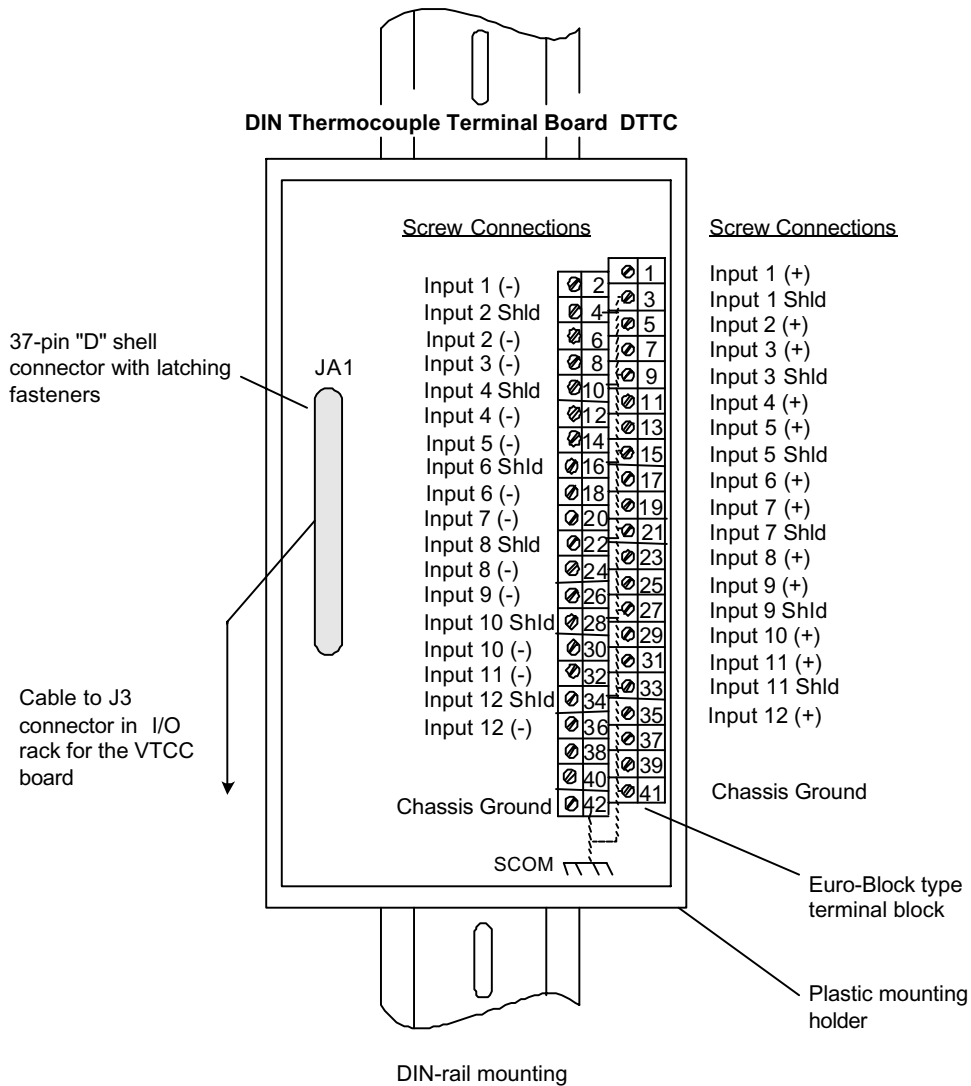 DIN Thermocouple Terminal Board DTTC
Screw Connections
Input 1 (-)
Input 2 Shld
Input 2 (-)
Input 3 (-)
Input 4 Shld
Input 4 (-)
Input 5 (-)
Input 6 Shld
Input 6 (-)
Input 7 (-)
Input 8 Shld
Input 8 (-)
Input 9 (-)
Input 10 Shld
Input 10 (-)
Input 11 (-)
Input 12 Shld
Input 12 (-)
Chassis Ground
2
4
6
8
10
12
14
16
18
20
22
24
26
28
30
32
34
36
38
40
42
1
3
5
7
9
11
13
15
17
19
21
23
25
27
29
31
33
35
37
39
41
Screw Connections
Input 1 (+)
Input 1 Shld
Input 2 (+)
Input 3 (+)
Input 3 Shld
Input 4 (+)
Input 5 (+)
Input 5 Shld
Input 6 (+)
Input 7 (+)
Input 7 Shld
Input 8 (+)
Input 9 (+)
Input 9 Shld
Input 10 (+)
Input 11 (+)
Input 11 Shld
Input 12 (+)
Chassis Ground
37-pin "D" shell
connector with latching
fasteners
JA1
Cable to J3
connector in I/O
rack for the VTCC
board
SCOM
Euro-Block type
terminal block
Plastic mounting
holder
DIN-rail mounting